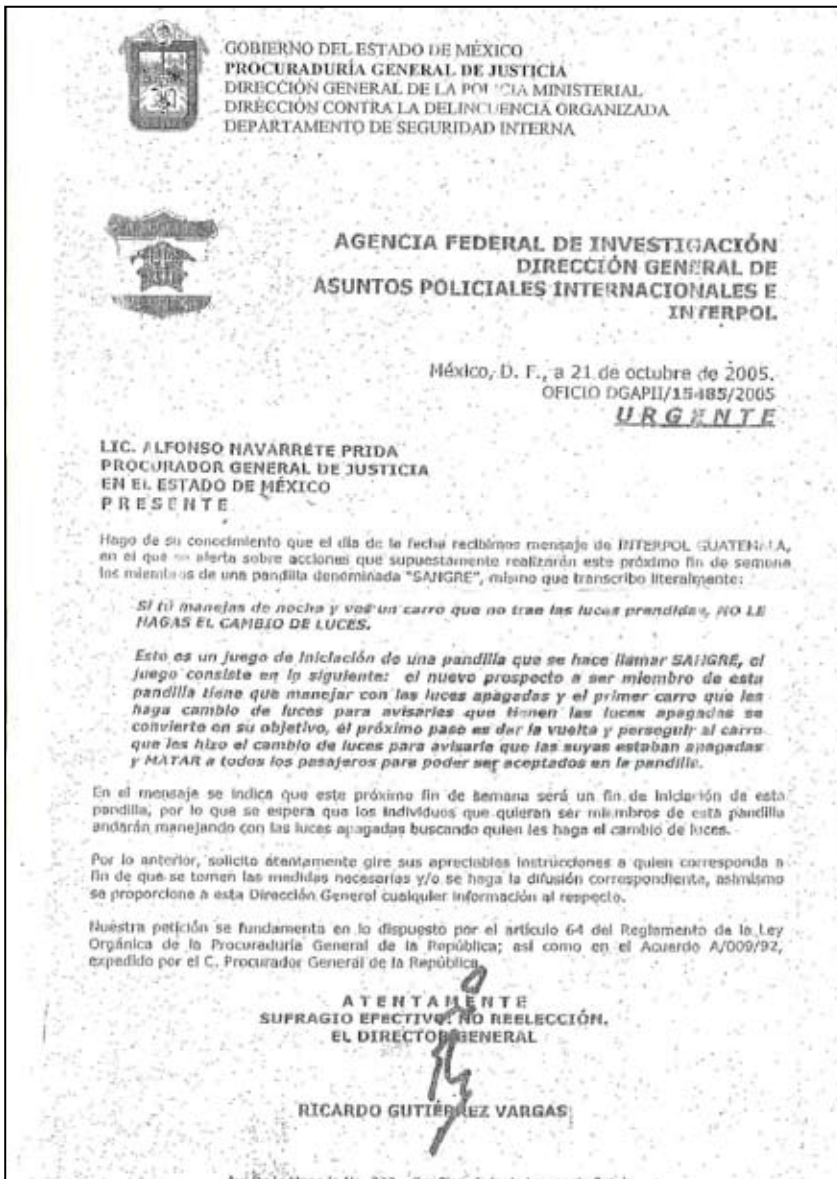 GOBIERNO DEL ESTADO DE MÉXICO
PROCURADURÍA GENERAL DE JUSTICIA
DIRECCIÓN GENERAL DE LA POLICIA MINISTERIAL
DIRECCIÓN CONTRA LA DELINCUENCIA ORGANIZADA
DEPARTAMENTO DE SEGURIDAD INTERNA
AGENCIA FEDERAL DE INVESTIGACIÓN
DIRECCIÓN GENERAL DE
ASUNTOS POLICIALES INTERNACIONALES E
INTERPOL
México, D. F., a 21 de octubre de 2005.
OFICIO DGAPII/15485/2005
URGENTE
LIC. ALFONSO NAVARRETE PRIDA
PROCURADOR GENERAL DE JUSTICIA
EN EL ESTADO DE MÉXICO
PRESENTE
Hago de su conocimiento que el día de la fecha recibimos mensaje de INTERPOL GUATEMALA,
en el que se alerta sobre acciones que supuestamente realizarán este próximo fin de semana
los miembros de una pandilla denominada "SANGRE", mismo que transcribo literalmente:
Si tú manejas de noche y ves un carro que no trae las luces prendidas, NO LE
HAGAS EL CAMBIO DE LUCES.
Esto es un juego de iniciación de una pandilla que se hace llamar SANGRE, el
juego consiste en lo siguiente: el nuevo prospecto a ser miembro de esta
pandilla tiene que manejar con las luces apagadas y el primer carro que les
haga cambio de luces para avisarles que tienen las luces apagadas se
convierte en su objetivo, el próximo paso es dar la vuelta y perseguir al carro
que les hizo el cambio de luces para avisarle que las suyas estaban apagadas
y MATAR a todos los pasajeros para poder ser aceptados en la pandilla.
En el mensaje se indica que este próximo fin de semana será un fin de iniciación de esta
pandilla, por lo que se espera que los individuos que quieran ser miembros de esta pandilla
andarán manejando con las luces apagadas buscando quien les haga el cambio de luces.
Por lo anterior, solicito atentamente gire sus apreciables instrucciones a quien corresponda a
fin de que se tomen las medidas necesarias y/o se haga la difusión correspondiente, asimismo
se proporcione a esta Dirección General cualquier información al respecto.
Nuestra petición se fundamenta en lo dispuesto por el artículo 64 del Reglamento de la Ley
Orgánica de la Procuraduría General de la República; así como en el Acuerdo A/009/92,
expedido por el C. Procurador General de la República.
ATENTAMENTE
SUFRAGIO EFECTIVO. NO REELECCIÓN.
EL DIRECTOR GENERAL
RICARDO GUTIÉRREZ VARGAS